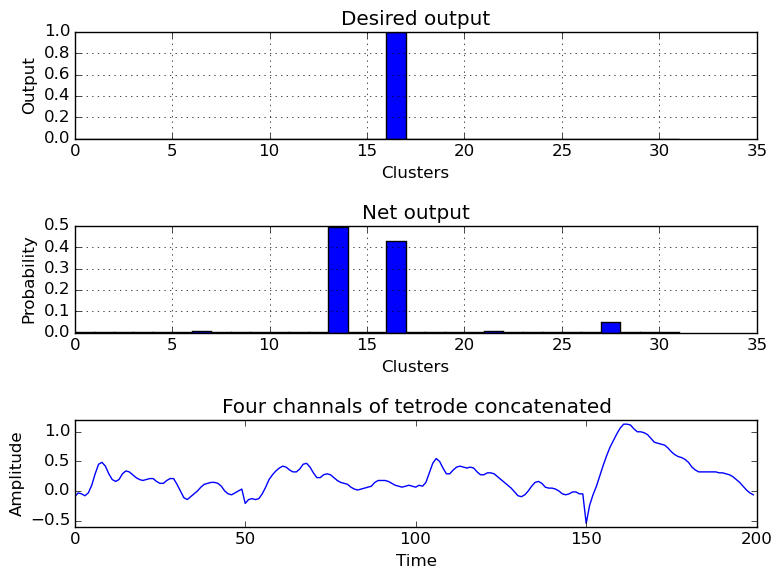 Desired output
1.0
0.8
0.6
0.4
0.2
0.0
Output
0 5 10 15 20 25 30 35
Clusters
Net output
0.5
0.4
0.3
0.2
0.1
0.0
Probability
0 5 10 15 20 25 30 35
Clusters
Four channels of tetrode concatenated
1.0
0.5
0.0
−0.5
Amplitude
0 50 100 150 200
Time